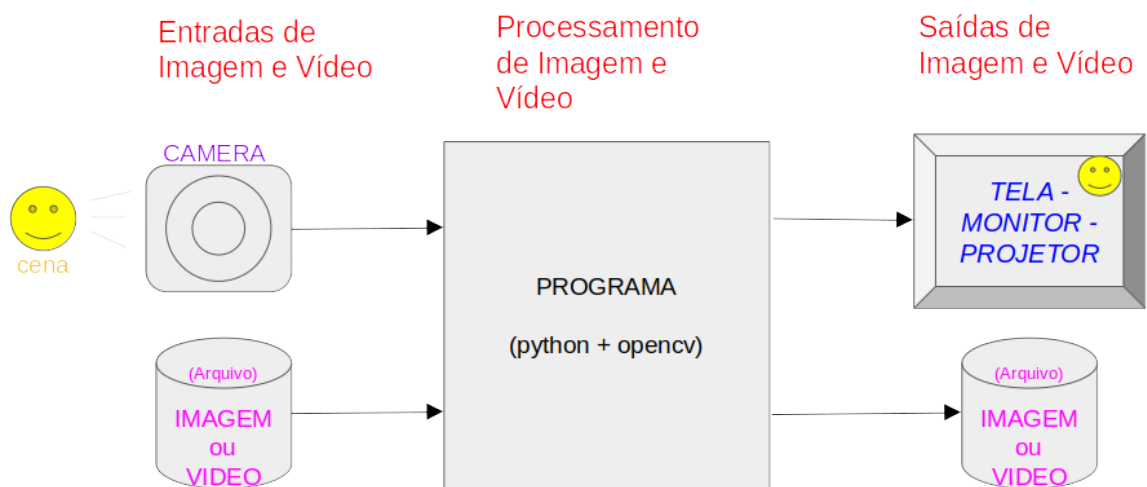 Entradas de
Imagem e Vídeo
Processamento
de Imagem e
Vídeo
Saídas de
Imagem e Vídeo
CAMERA
cena
PROGRAMA
(python + opencv)
TELA -
MONITOR -
PROJETOR
(Arquivo)
IMAGEM
ou
VIDEO
(Arquivo)
IMAGEM
ou
VIDEO